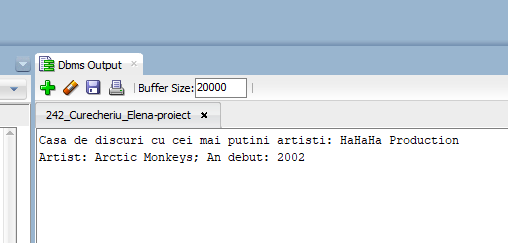 Dbms Output
Buffer Size: 20000
242_Curecheriu_Elena-proiect
Casa de discuri cu cei mai putini artisti: HaHaHa Production
Artist: Arctic Monkeys; An debut: 2002